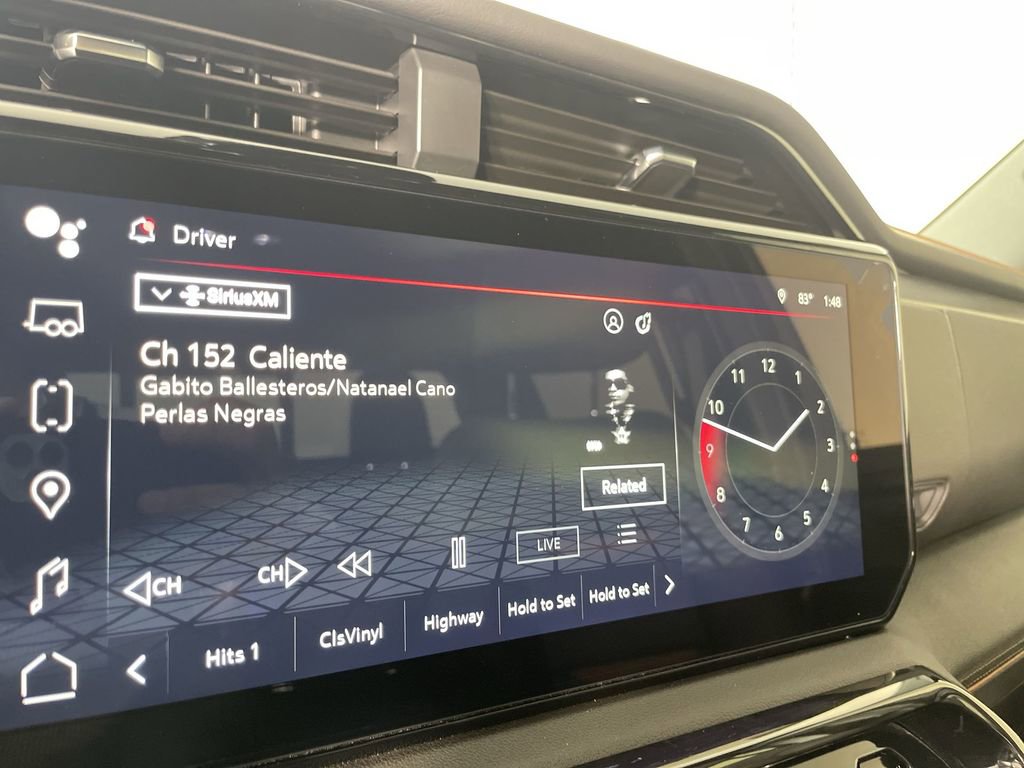 Driver
SiriusXM
83° 1:48
Ch 152 Caliente
Gabito Ballesteros/Natanael Cano
Perlas Negras
Related
12
11 1
10 2
9 3
8 4
7 5
6
CH CH LIVE
Hits 1 ClsVinyl Highway Hold to Set Hold to Set